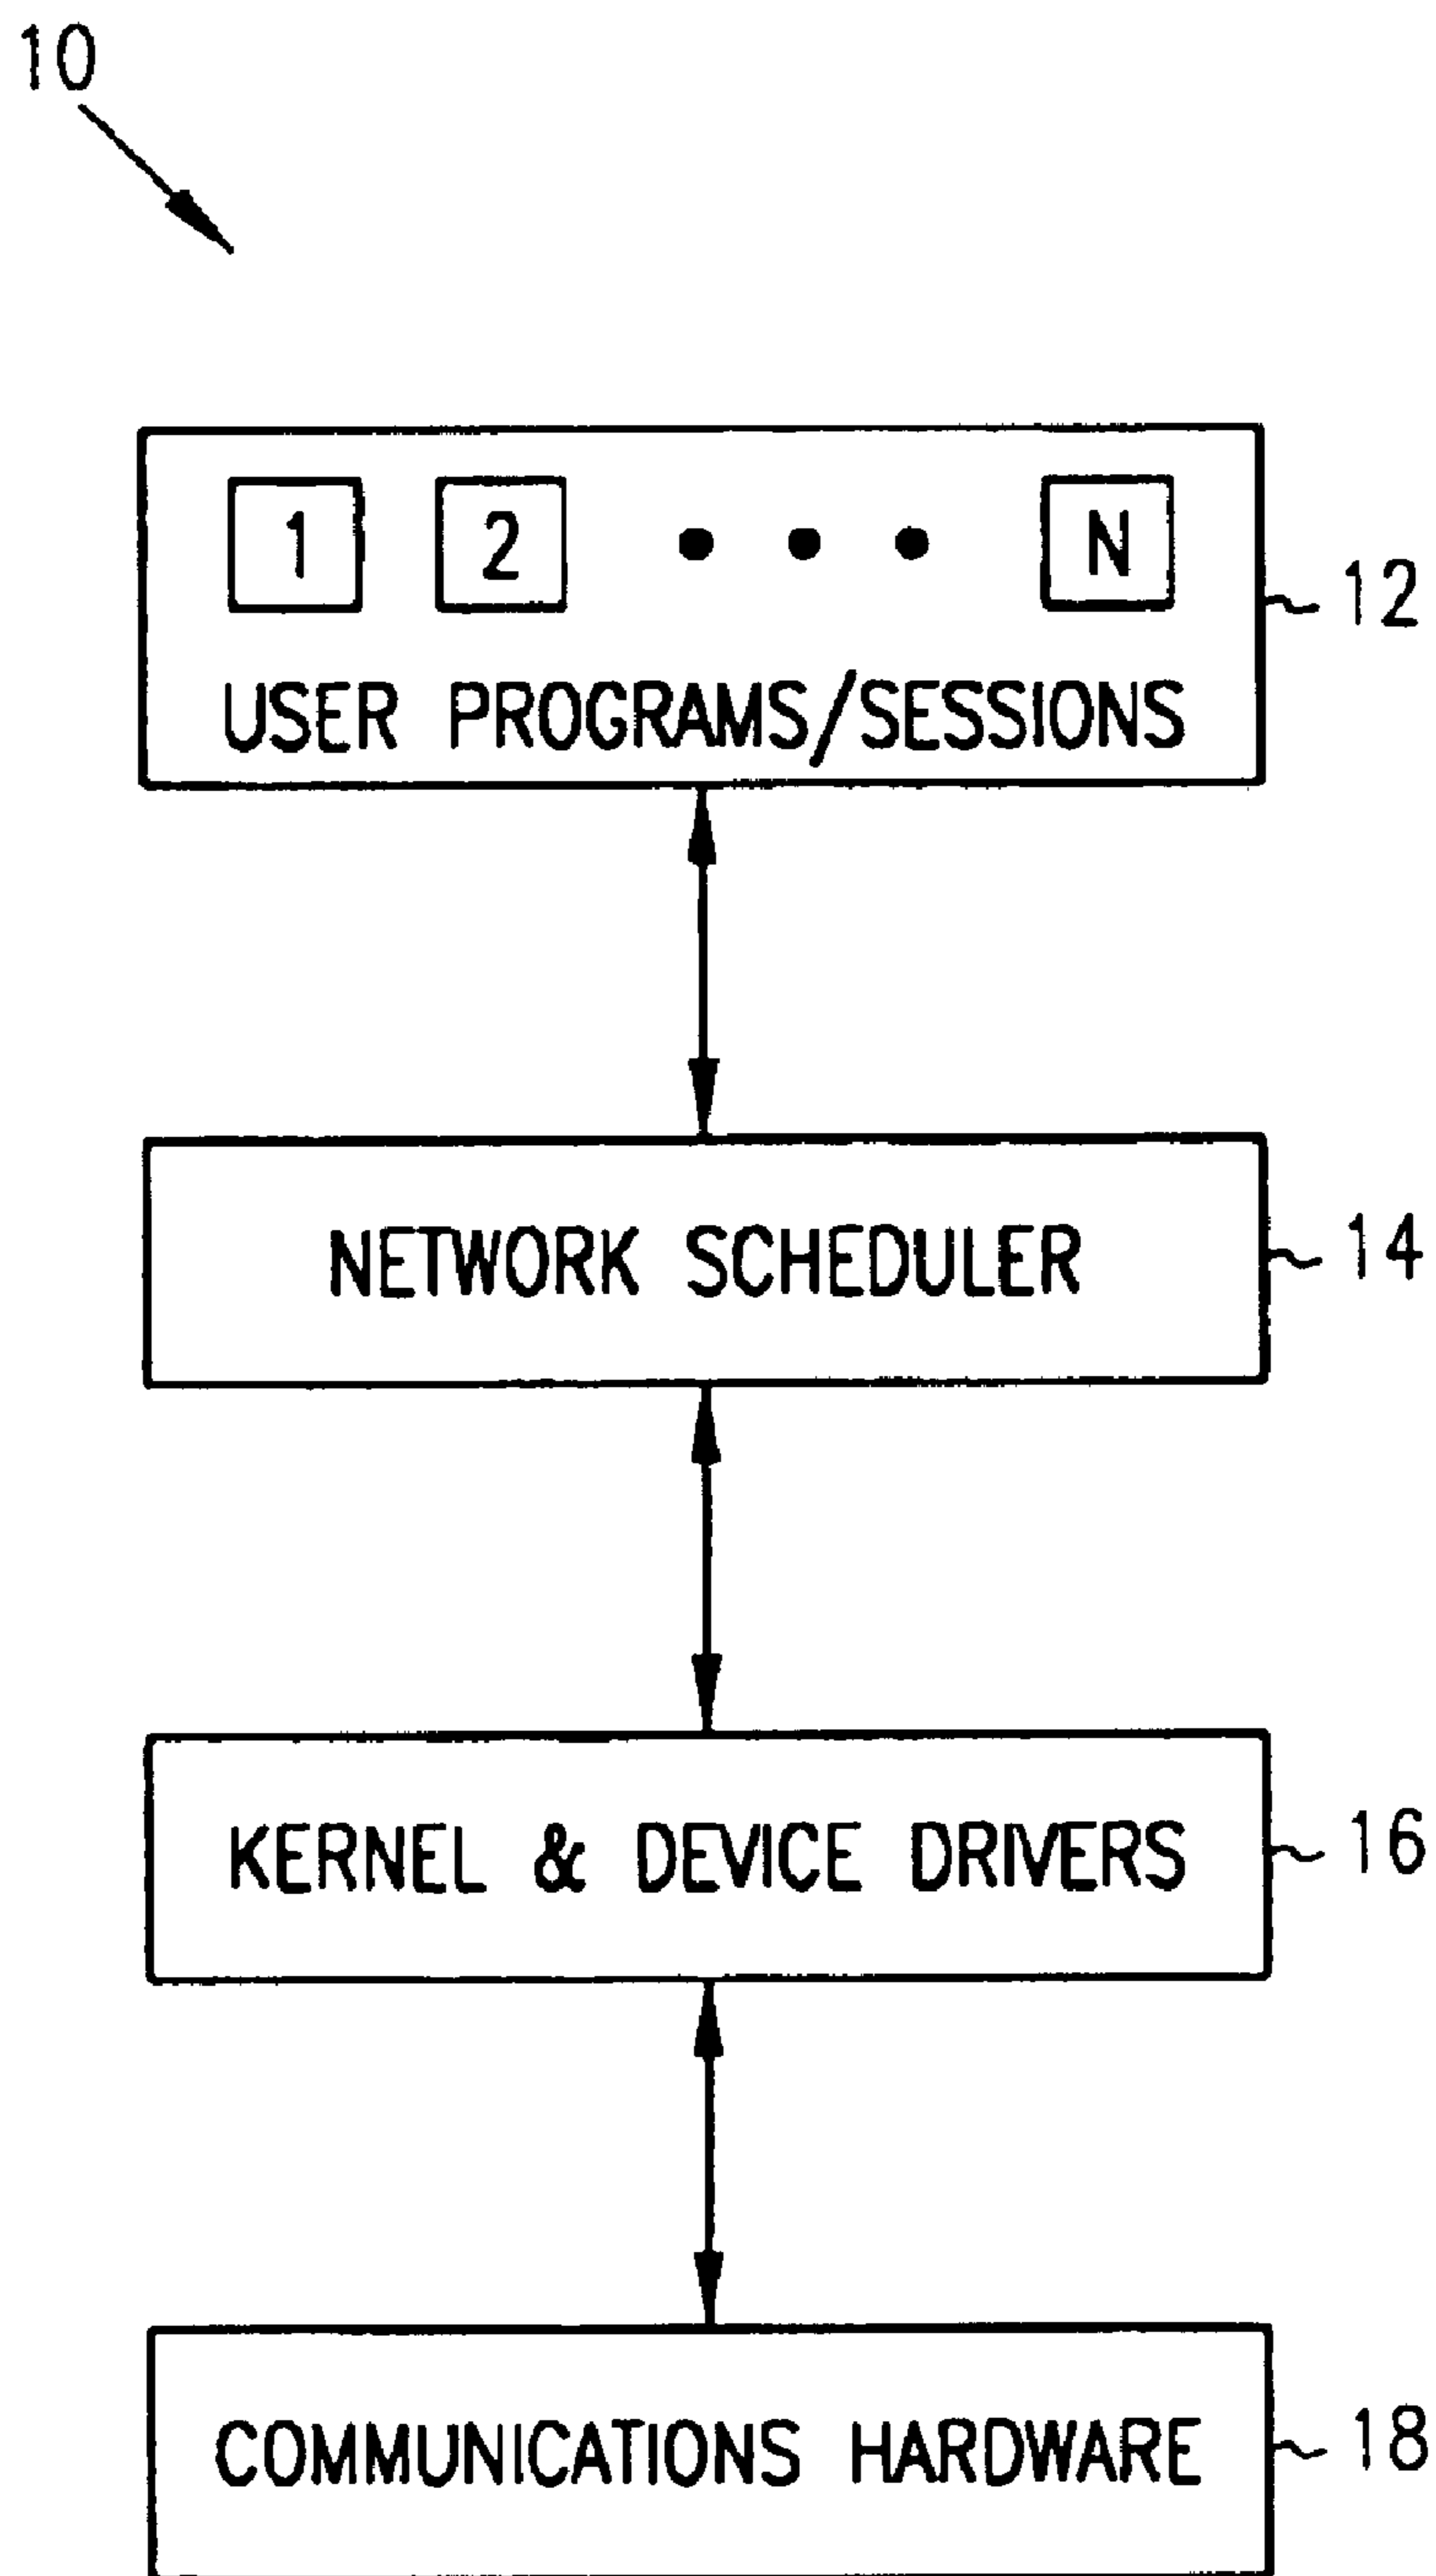 10
1 2 • • • N
12
USER PROGRAMS/SESSIONS
NETWORK SCHEDULER
14
KERNEL & DEVICE DRIVERS
16
COMMUNICATIONS HARDWARE
18